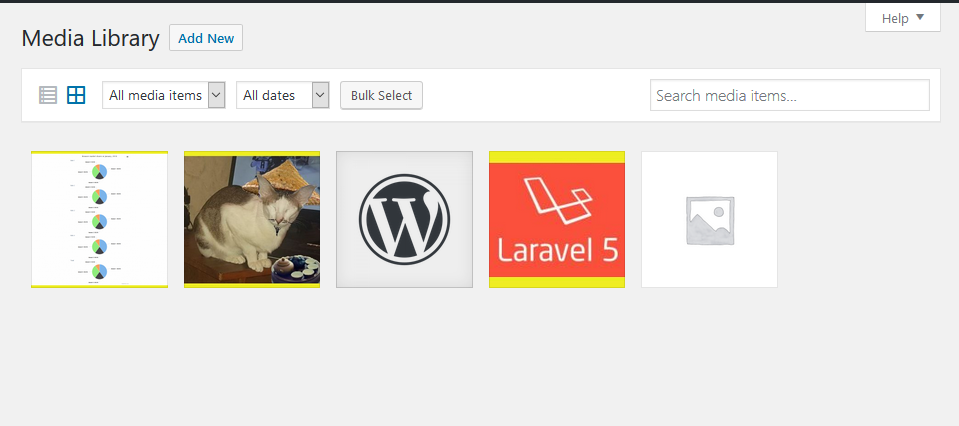 Help
Media Library Add New
All media items All dates Bulk Select Search media items...
Laravel 5